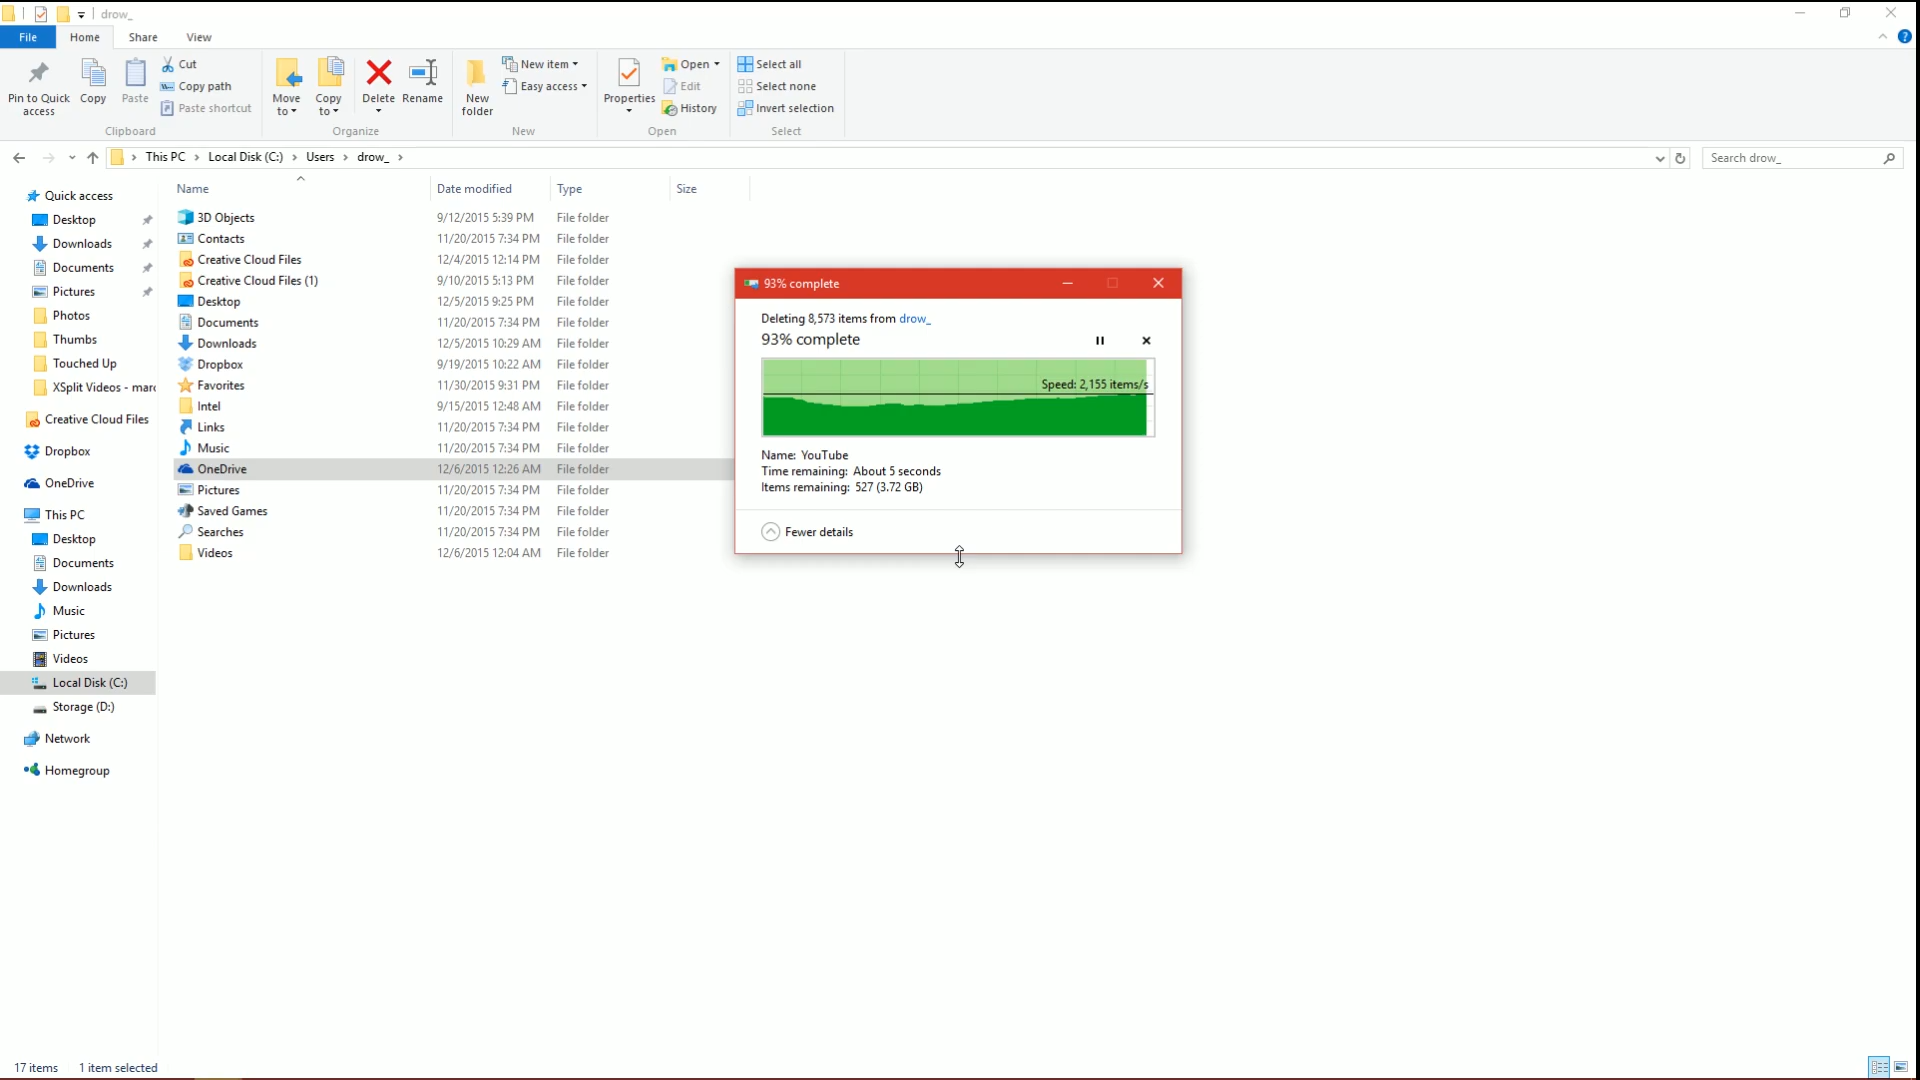 drow_
File Home Share View
Pin to Quick access
Copy
Paste
Cut
Copy path
Paste shortcut
Clipboard
Move to
Copy to
Delete
Rename
Organize
New folder
New item
Easy access
New
Properties
Open
Edit
History
Open
Select all
Select none
Invert selection
Select
This PC > Local Disk (C:) > Users > drow_ >
Search drow_
Quick access
Desktop
Downloads
Documents
Pictures
Photos
Thumbs
Touched Up
XSplit Videos - marc
Creative Cloud Files
Dropbox
OneDrive
This PC
Desktop
Documents
Downloads
Music
Pictures
Videos
Local Disk (C:)
Storage (D:)
Network
Homegroup
Name Date modified Type Size
3D Objects 9/12/2015 5:39 PM File folder
Contacts 11/20/2015 7:34 PM File folder
Creative Cloud Files 12/4/2015 12:14 PM File folder
Creative Cloud Files (1) 9/10/2015 5:13 PM File folder
Desktop 12/5/2015 9:25 PM File folder
Documents 11/20/2015 7:34 PM File folder
Downloads 12/5/2015 10:29 AM File folder
Dropbox 9/19/2015 10:22 AM File folder
Favorites 11/30/2015 9:31 PM File folder
Intel 9/15/2015 12:48 AM File folder
Links 11/20/2015 7:34 PM File folder
Music 11/20/2015 7:34 PM File folder
OneDrive 12/6/2015 12:26 AM File folder
Pictures 11/20/2015 7:34 PM File folder
Saved Games 11/20/2015 7:34 PM File folder
Searches 11/20/2015 7:34 PM File folder
Videos 12/6/2015 12:04 AM File folder
93% complete
Deleting 8,573 items from drow_
93% complete
Speed: 2,155 items/s
Name: YouTube
Time remaining: About 5 seconds
Items remaining: 527 (3.72 GB)
Fewer details
17 items 1 item selected